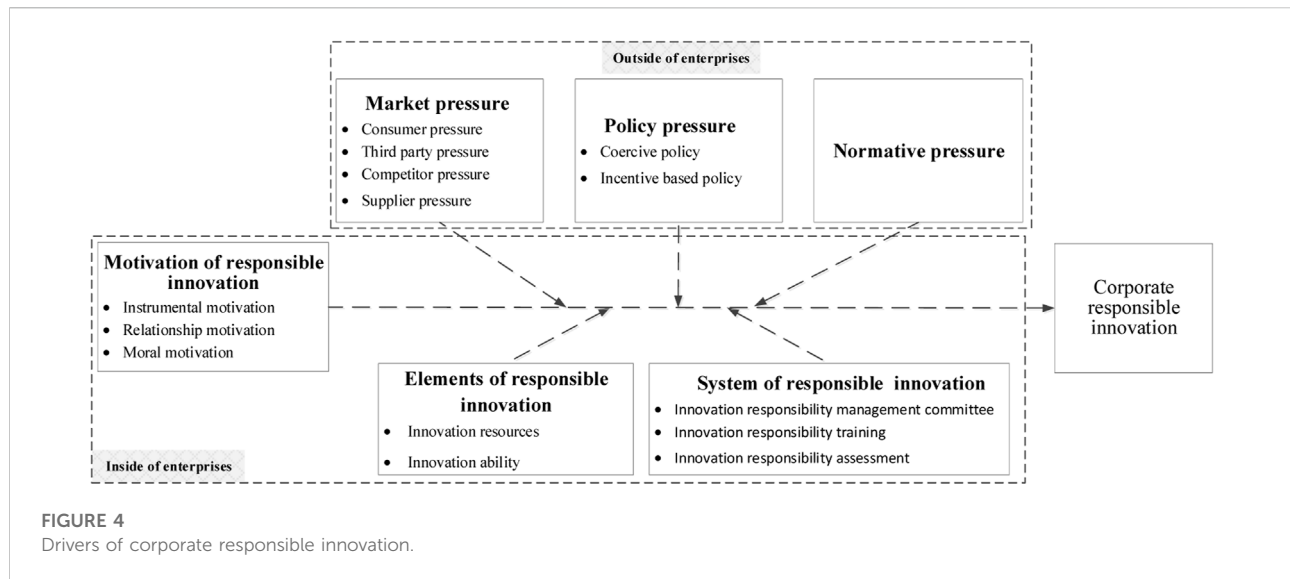 Outside of enterprises
Market pressure
• Consumer pressure
• Third party pressure
• Competitor pressure
• Supplier pressure
Policy pressure
• Coercive policy
• Incentive based policy
Normative pressure
Motivation of responsible
innovation
• Instrumental motivation
• Relationship motivation
• Moral motivation
Elements of responsible
innovation
• Innovation resources
• Innovation ability
System of responsible innovation
• Innovation responsibility management committee
• Innovation responsibility training
• Innovation responsibility assessment
Inside of enterprises
Corporate
responsible
innovation
FIGURE 4
Drivers of corporate responsible innovation.